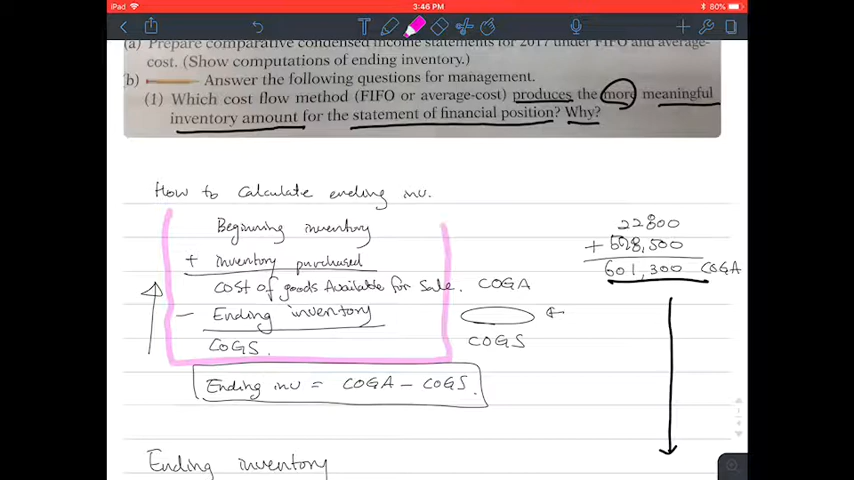 iPad
3:46 PM
80%
(a) Prepare comparative condensed income statements for 2017 under FIFO and average-
cost. (Show computations of ending inventory.)
(b) Answer the following questions for management.
(1) Which cost flow method (FIFO or average-cost) produces the more meaningful
inventory amount for the statement of financial position? Why?
How to calculate ending inv.
Beginning inventory
+ inventory purchased
cost of goods Available for Sale. COGA
- Ending inventory
COGS. COGS
Ending inv = COGA - COGS.
22800
+ 578,500
601,300 COGA
Ending inventory